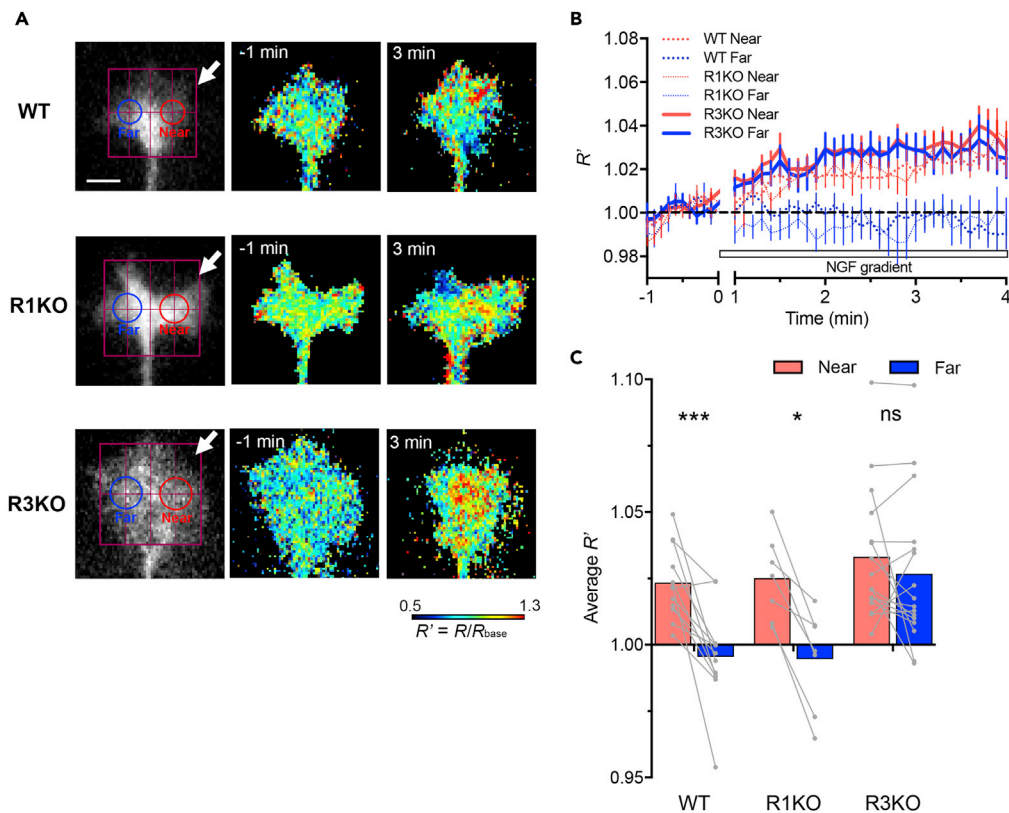 A
WT
Far
Near
-1 min
3 min
R1KO
Far
Near
-1 min
3 min
R3KO
Far
Near
-1 min
3 min
0.5
1.3
R' = R/Rbase
B
1.08
1.06
1.04
1.02
1.00
0.98
R'
WT Near
WT Far
R1KO Near
R1KO Far
R3KO Near
R3KO Far
NGF gradient
-1 0 1 2 3 4
Time (min)
C
Near
Far
1.10
1.05
1.00
0.95
Average R'
***
*
ns
WT
R1KO
R3KO